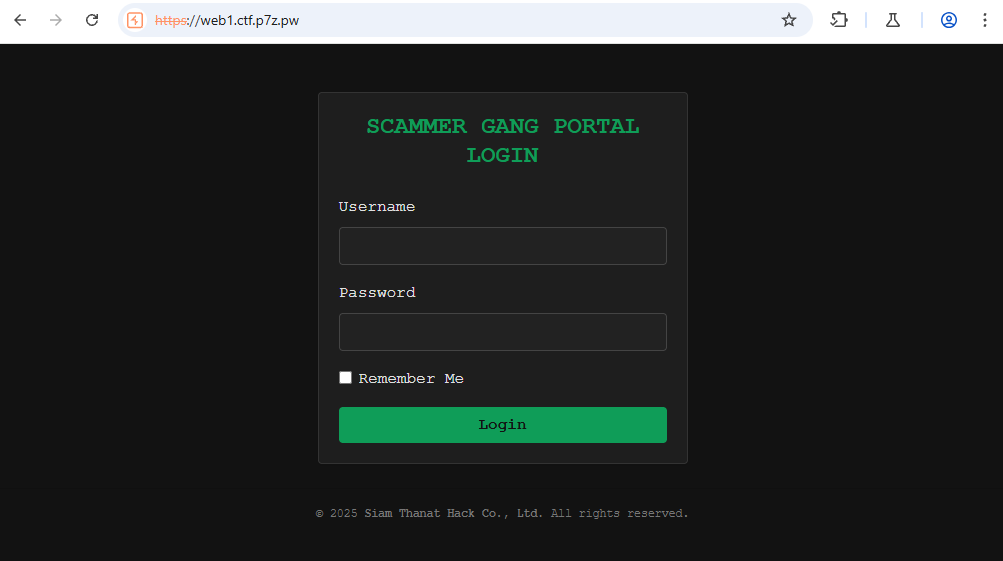 https://web1.ctf.p7z.pw
SCAMMER GANG PORTAL
LOGIN
Username
Password
Remember Me
Login
© 2025 Siam Thanat Hack Co., Ltd. All rights reserved.